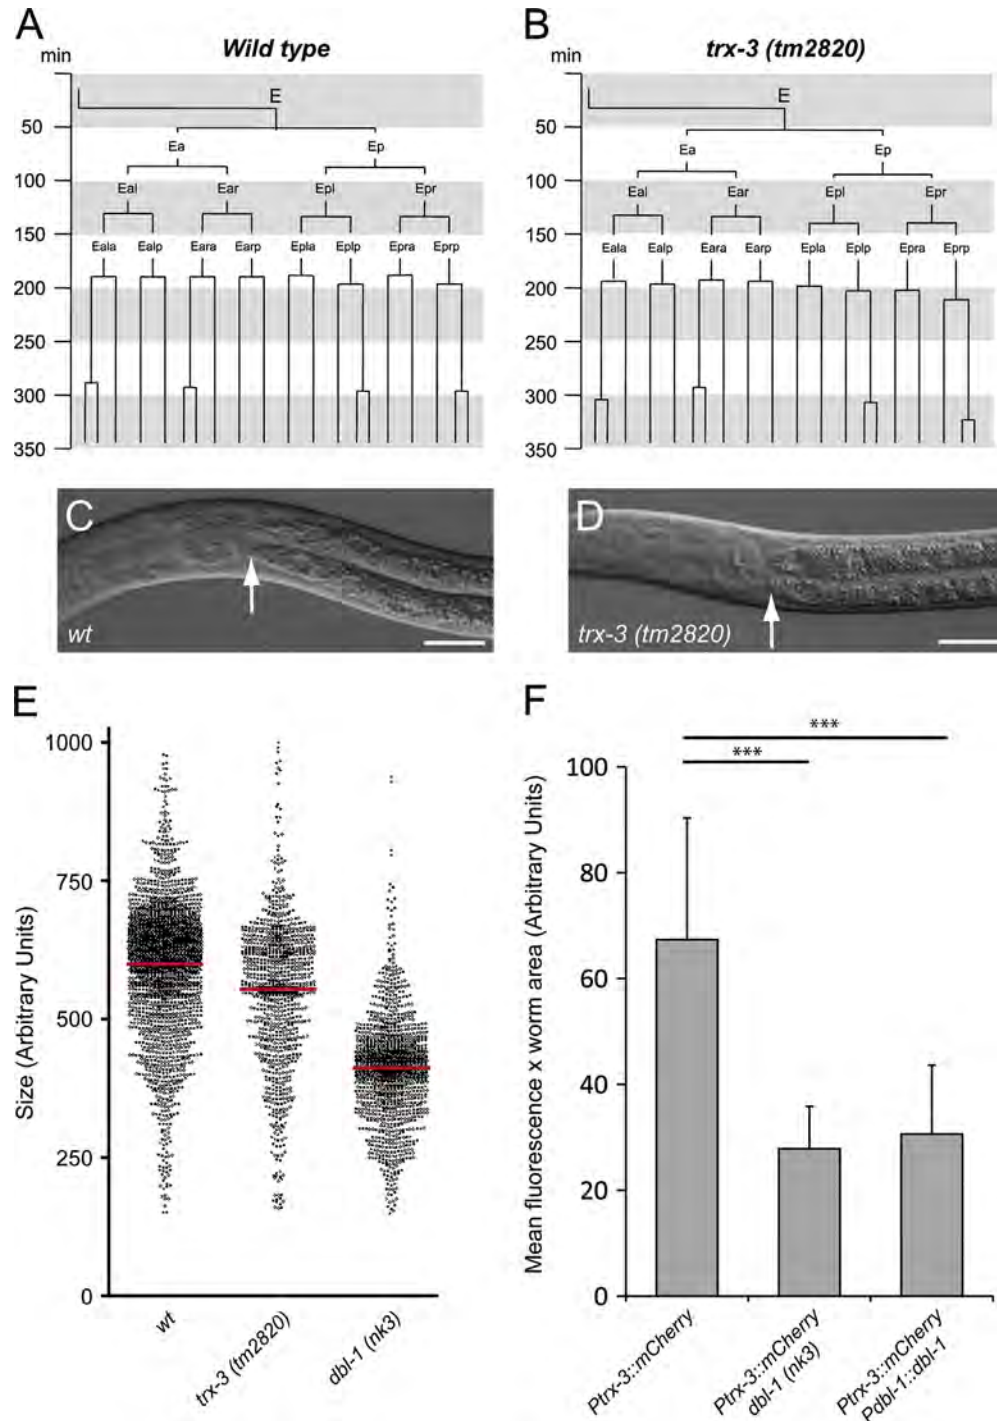 A
B
Wild type
trx-3 (tm2820)
min
min
E
E
50
50
Ea
Ep
Ea
Ep
100
100
Eal
Ear
Epl
Epr
Eal
Ear
Epl
Epr
150
150
Eala
Ealp
Eara
Earp
Epla
Eplp
Epra
Eprp
Eala
Ealp
Eara
Earp
Epla
Eplp
Epra
Eprp
200
200
250
250
300
300
350
350
C
wt
D
trx-3 (tm2820)
E
Size (Arbitrary Units)
1000
750
500
250
0
wt
trx-3 (tm2820)
dbl-1 (nk3)
F
Mean fluorescence x worm area (Arbitrary Units)
***
***
100
80
60
40
20
0
Ptrx-3::mCherry
Ptrx-3::mCherry
dbl-1 (nk3)
Ptrx-3::mCherry
Pdbl-1::dbl-1